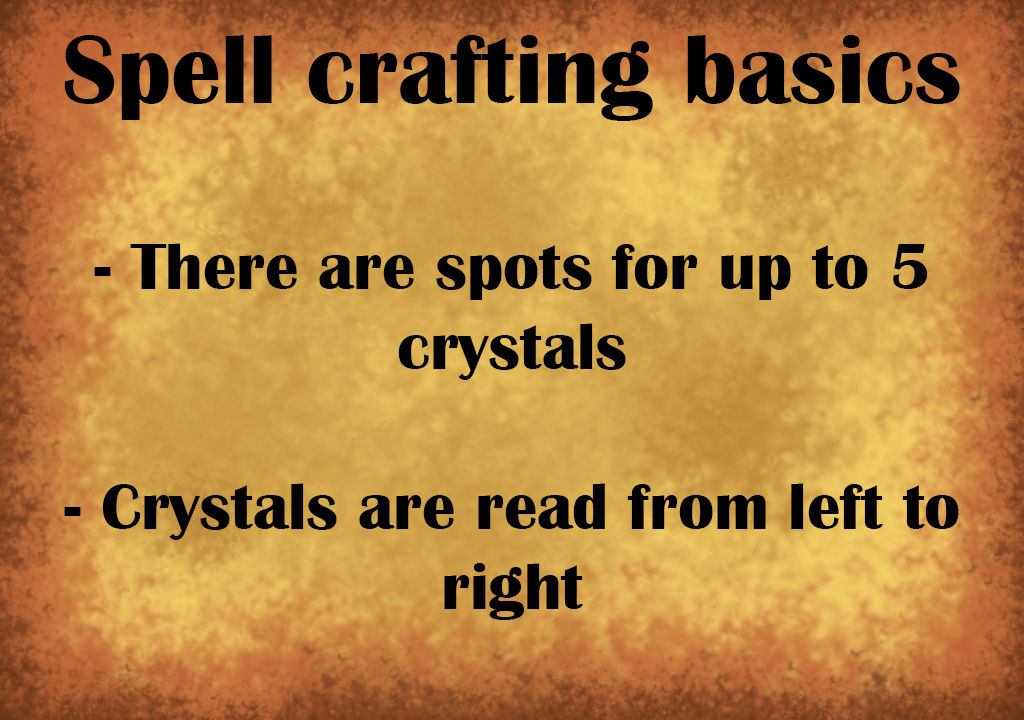 Spell crafting basics
- There are spots for up to 5
crystals
- Crystals are read from left to
right